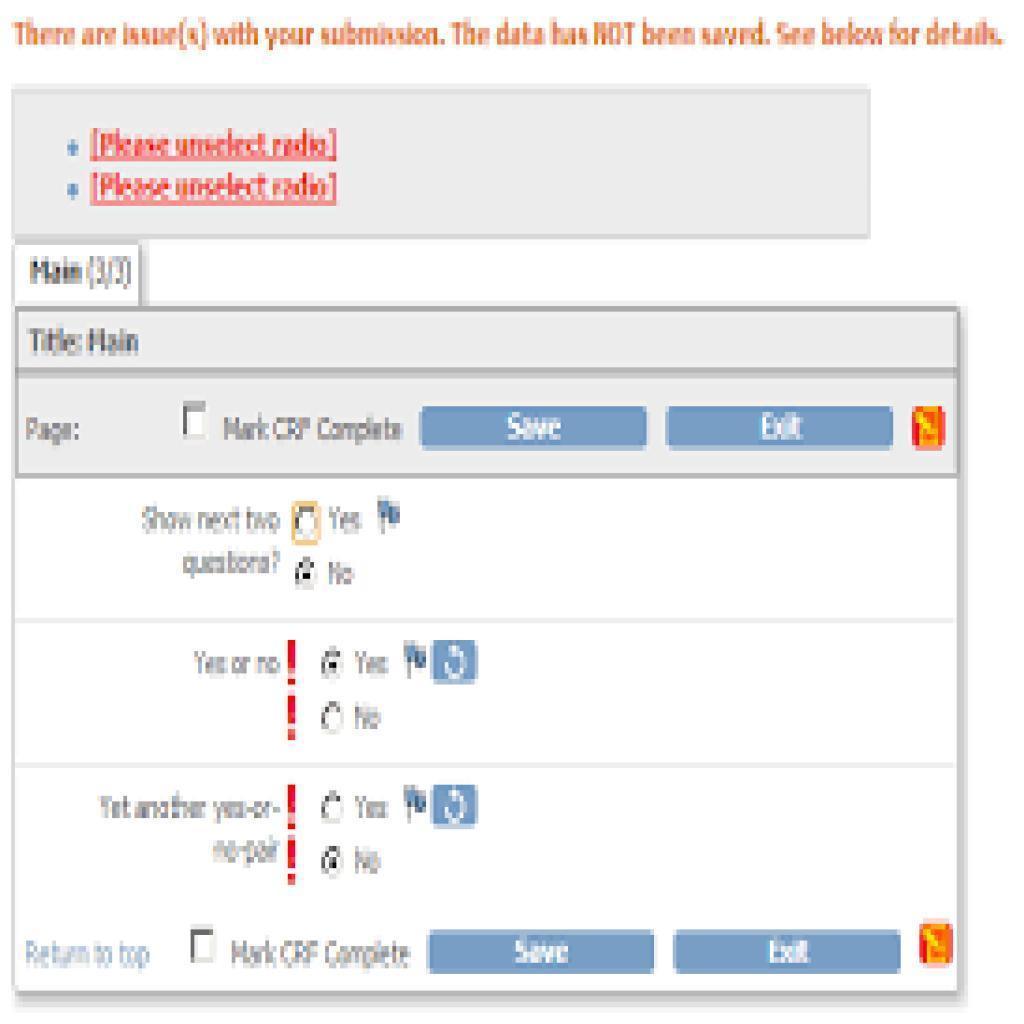 There are issue(s) with your submission. The data has NOT been saved. See below for details.
[Please unselect radio]
[Please unselect radio]
Main (3/3)
Title: Main
Page: Mark CRF Complete Save Exit
Show next two Yes
questions? No
Yes or no Yes
No
Yet another yes-or- Yes
no-pair No
Return to top Mark CRF Complete Save Exit